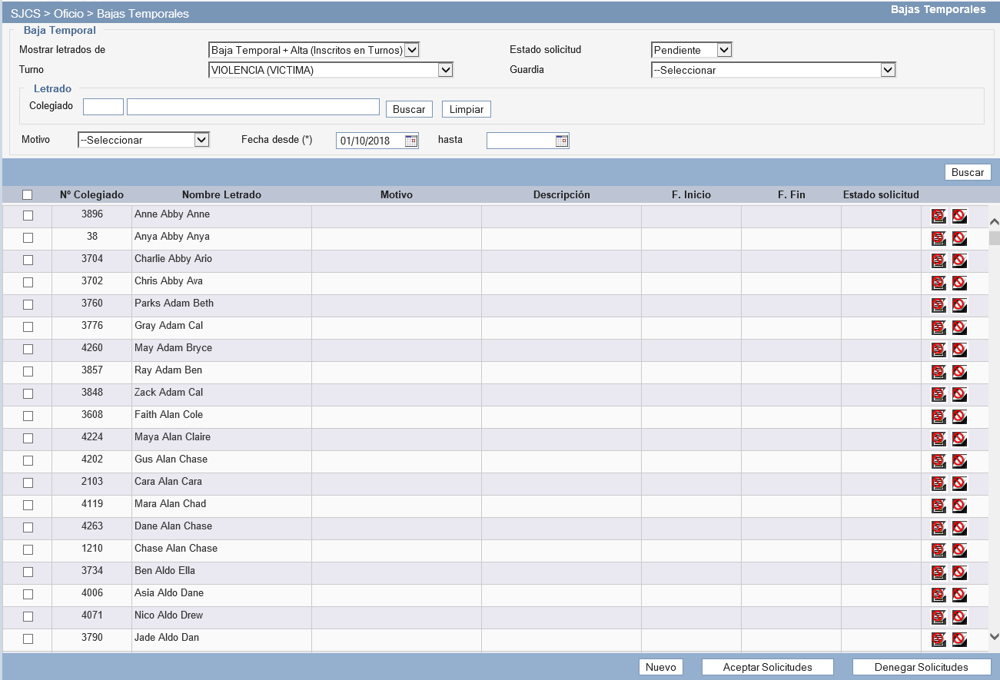 SJCS > Oficio > Bajas Temporales
Bajas Temporales
Baja Temporal
Mostrar letrados de Baja Temporal + Alta (Inscritos en Turnos) Estado solicitud Pendiente
Turno VIOLENCIA (VICTIMA) Guardia --Seleccionar
Letrado
Colegiado Buscar Limpiar
Motivo --Seleccionar Fecha desde (*) 01/10/2018 hasta
Buscar
Nº Colegiado Nombre Letrado Motivo Descripción F. Inicio F. Fin Estado solicitud
3896 Anne Abby Anne
38 Anya Abby Anya
3704 Charlie Abby Ario
3702 Chris Abby Ava
3760 Parks Adam Beth
3776 Gray Adam Cal
4260 May Adam Bryce
3857 Ray Adam Ben
3848 Zack Adam Cal
3608 Faith Alan Cole
4224 Maya Alan Claire
4202 Gus Alan Chase
2103 Cara Alan Cara
4119 Mara Alan Chad
4263 Dane Alan Chase
1210 Chase Alan Chase
3734 Ben Aldo Ella
4006 Asia Aldo Dane
4071 Nico Aldo Drew
3790 Jade Aldo Dan
Nuevo Aceptar Solicitudes Denegar Solicitudes